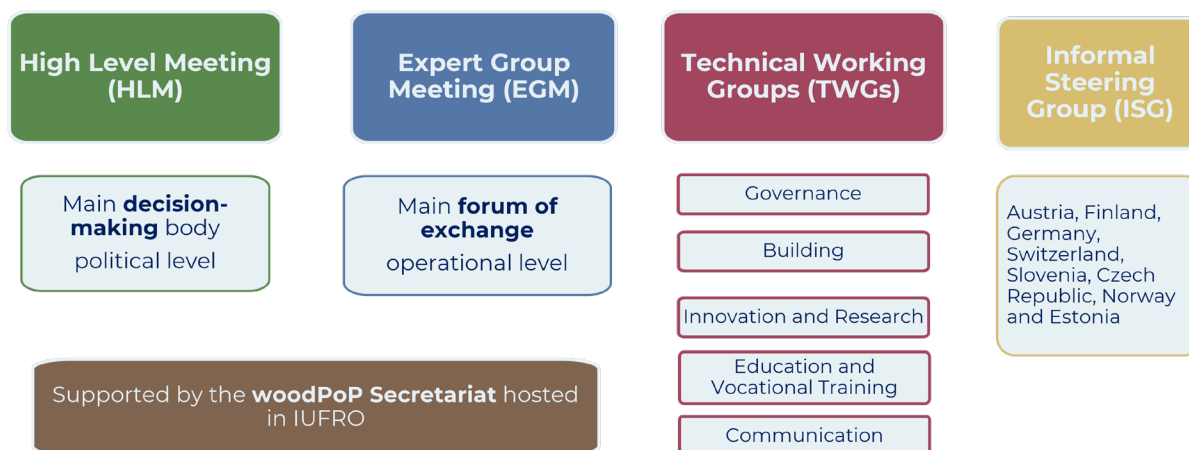 High Level Meeting
(HLM)
Expert Group
Meeting (EGM)
Technical Working
Groups (TWGs)
Informal
Steering
Group (ISG)
Main decision-
making body
political level
Main forum of
exchange
operational level
Governance
Building
Innovation and Research
Education and
Vocational Training
Communication
Austria, Finland,
Germany,
Switzerland,
Slovenia, Czech
Republic, Norway
and Estonia
Supported by the woodPoP Secretariat hosted
in IUFRO